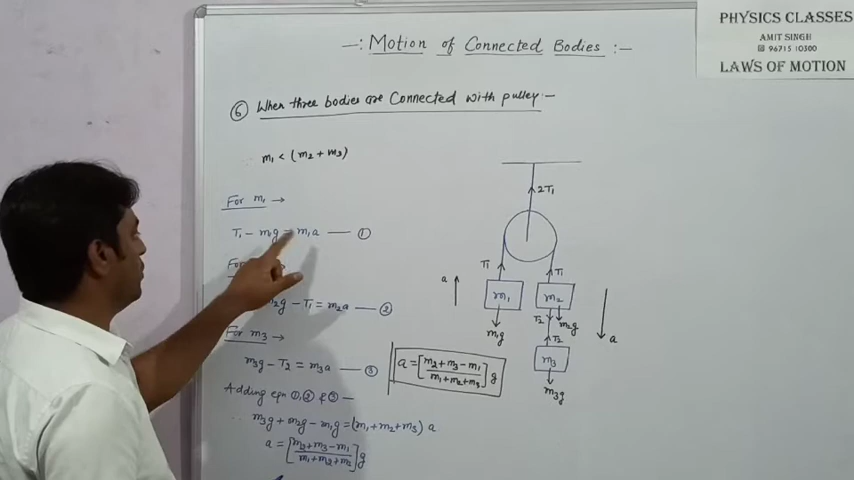 PHYSICS CLASSES
AMIT SINGH
96715 10300
LAWS OF MOTION
—: Motion of Connected Bodies :—
⑥ When three bodies are Connected with pulley:—
m₁ < (m₂ + m₃)
For m₁ →
T₁ - m₁g = m₁a —— ①
For
m₂g - T₁ = m₂a —— ②
For m₃ →
m₃g - T₂ = m₃a —— ③
Adding eqn ①, ② & ③ —
m₃g + m₂g - m₁g = (m₁ + m₂ + m₃) a
a = [m₂ + m₃ - m₁ / m₁ + m₂ + m₃] g
2T₁
T₁
T₁
a
m₁
m₂
m₁g
T₂
m₂g
T₂
a
m₃
m₃g
a = [m₂ + m₃ - m₁ / m₁ + m₂ + m₃] g